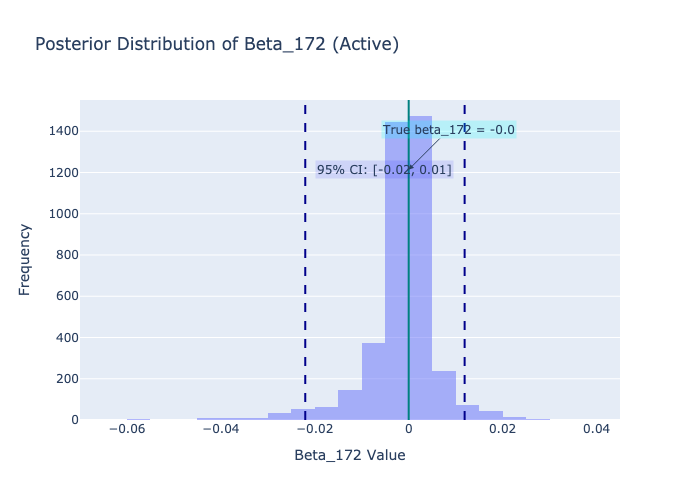 Posterior Distribution of Beta_172 (Active)
1400
1200
1000
800
600
400
200
0
Frequency
True beta_172 = -0.0
95% CI: [-0.02, 0.01]
−0.06
−0.04
−0.02
0
0.02
0.04
Beta_172 Value